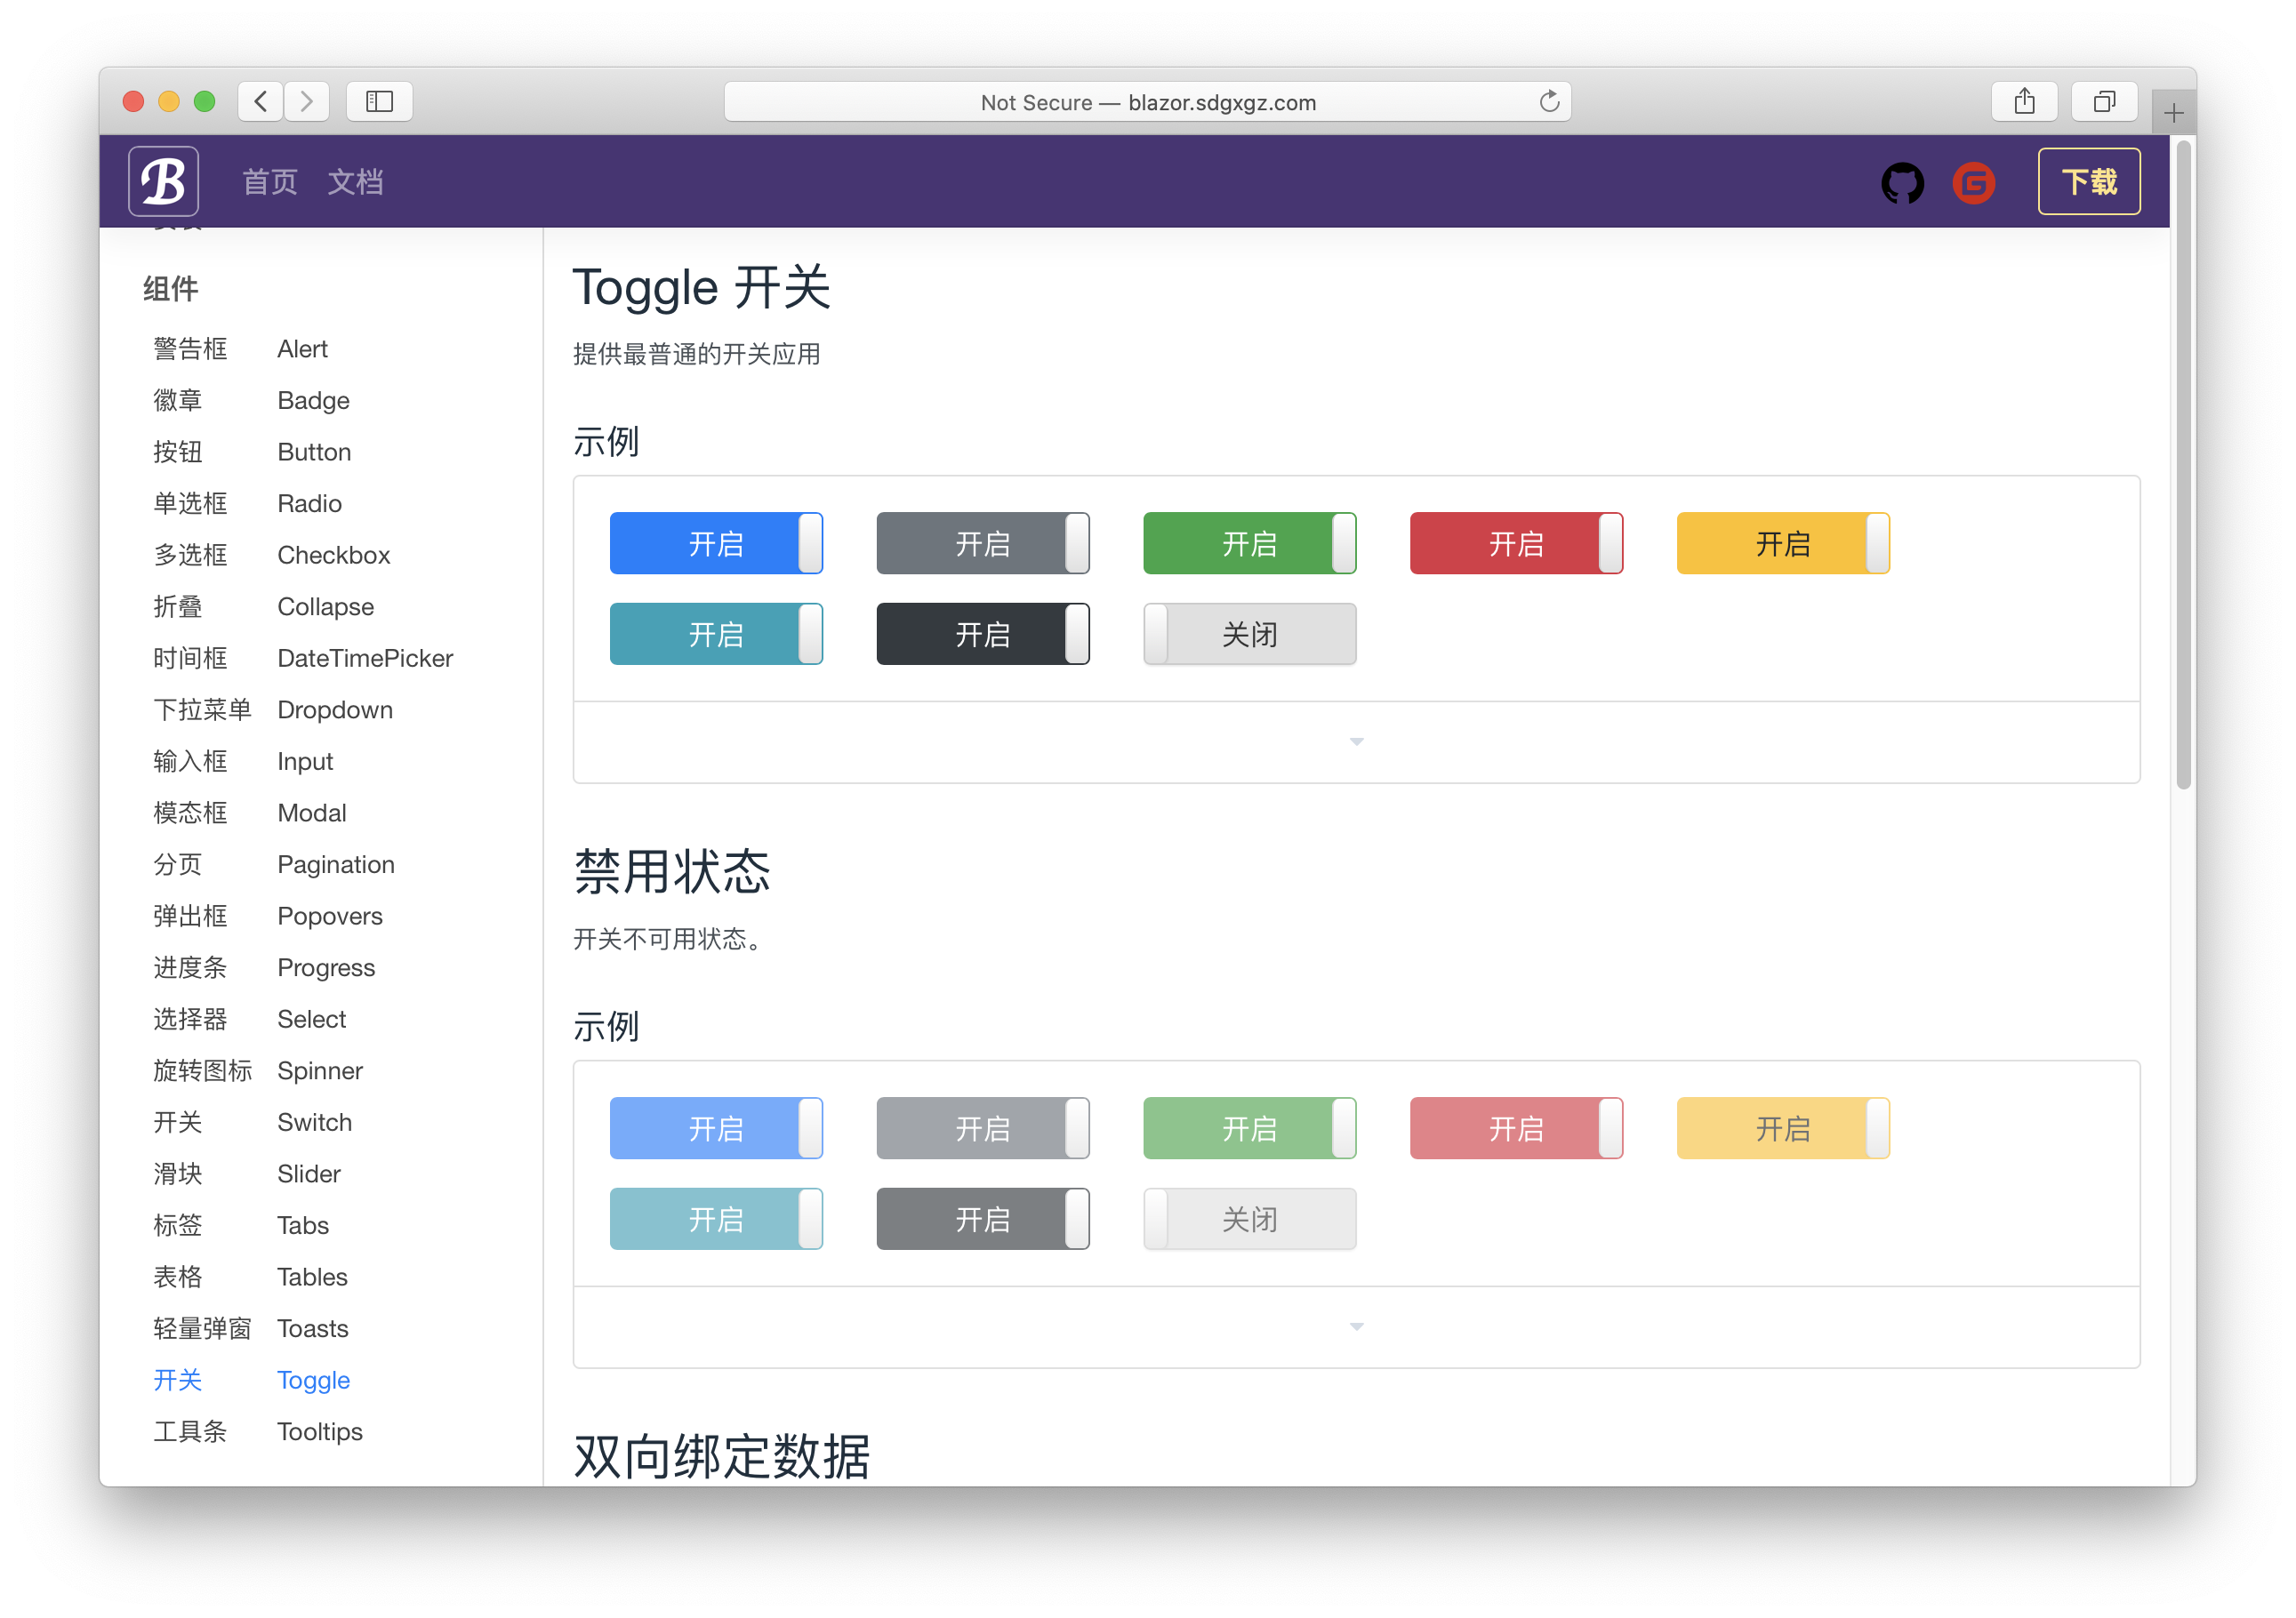 Not Secure — blazor.sdgxgz.com
B 首页 文档 下载
组件
警告框 Alert
徽章 Badge
按钮 Button
单选框 Radio
多选框 Checkbox
折叠 Collapse
时间框 DateTimePicker
下拉菜单 Dropdown
输入框 Input
模态框 Modal
分页 Pagination
弹出框 Popovers
进度条 Progress
选择器 Select
旋转图标 Spinner
开关 Switch
滑块 Slider
标签 Tabs
表格 Tables
轻量弹窗 Toasts
开关 Toggle
工具条 Tooltips
Toggle 开关
提供最普通的开关应用
示例
开启 开启 开启 开启 开启
开启 开启 关闭
禁用状态
开关不可用状态。
示例
开启 开启 开启 开启 开启
开启 开启 关闭
双向绑定数据